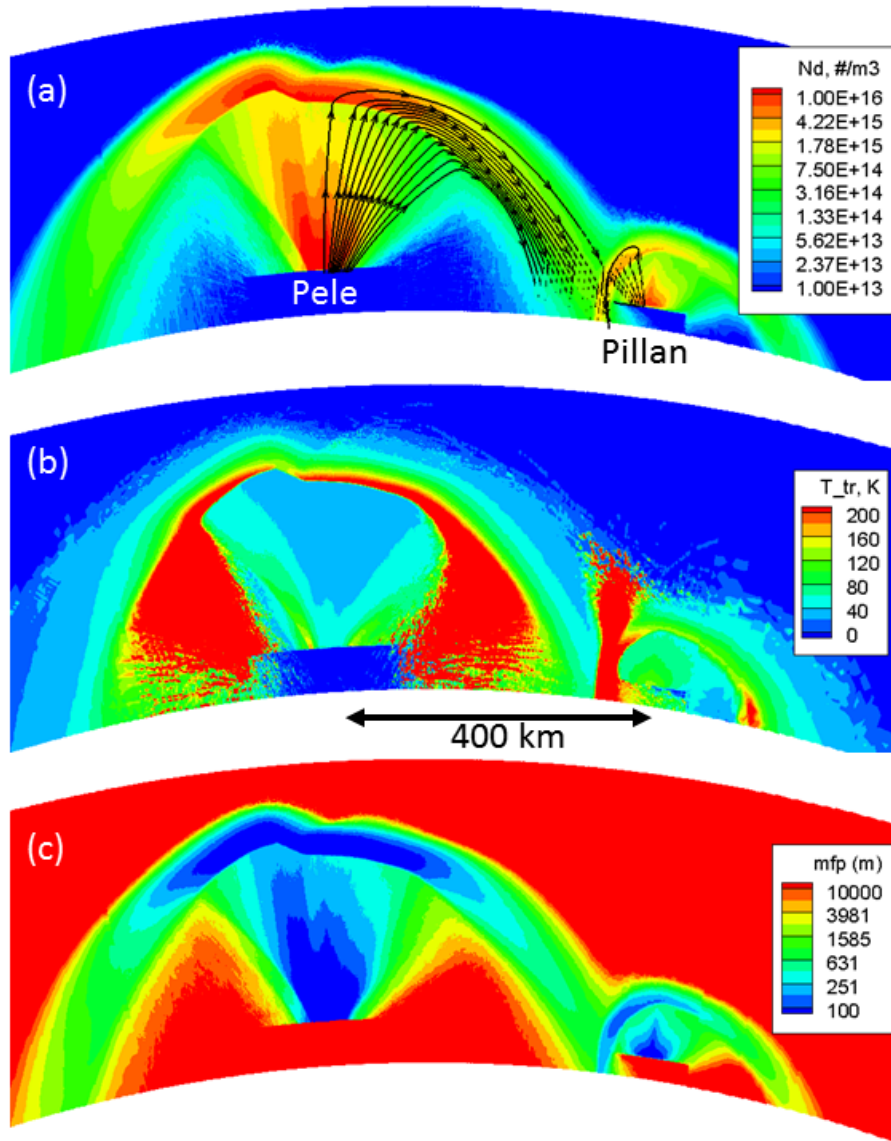 (a)
Nd, #/m3
1.00E+16
4.22E+15
1.78E+15
7.50E+14
3.16E+14
1.33E+14
5.62E+13
2.37E+13
1.00E+13
Pele
Pillan
(b)
T_tr, K
200
160
120
80
40
0
400 km
(c)
mfp (m)
10000
3981
1585
631
251
100